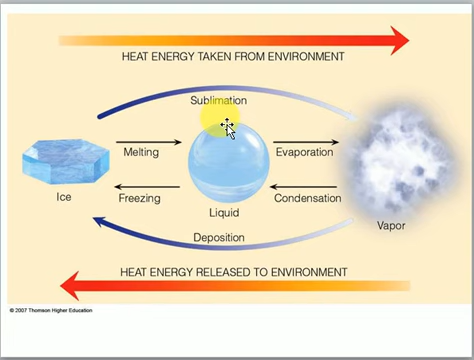 HEAT ENERGY TAKEN FROM ENVIRONMENT
Sublimation
Melting
Evaporation
Ice
Freezing
Condensation
Liquid
Vapor
Deposition
HEAT ENERGY RELEASED TO ENVIRONMENT
© 2007 Thomson Higher Education